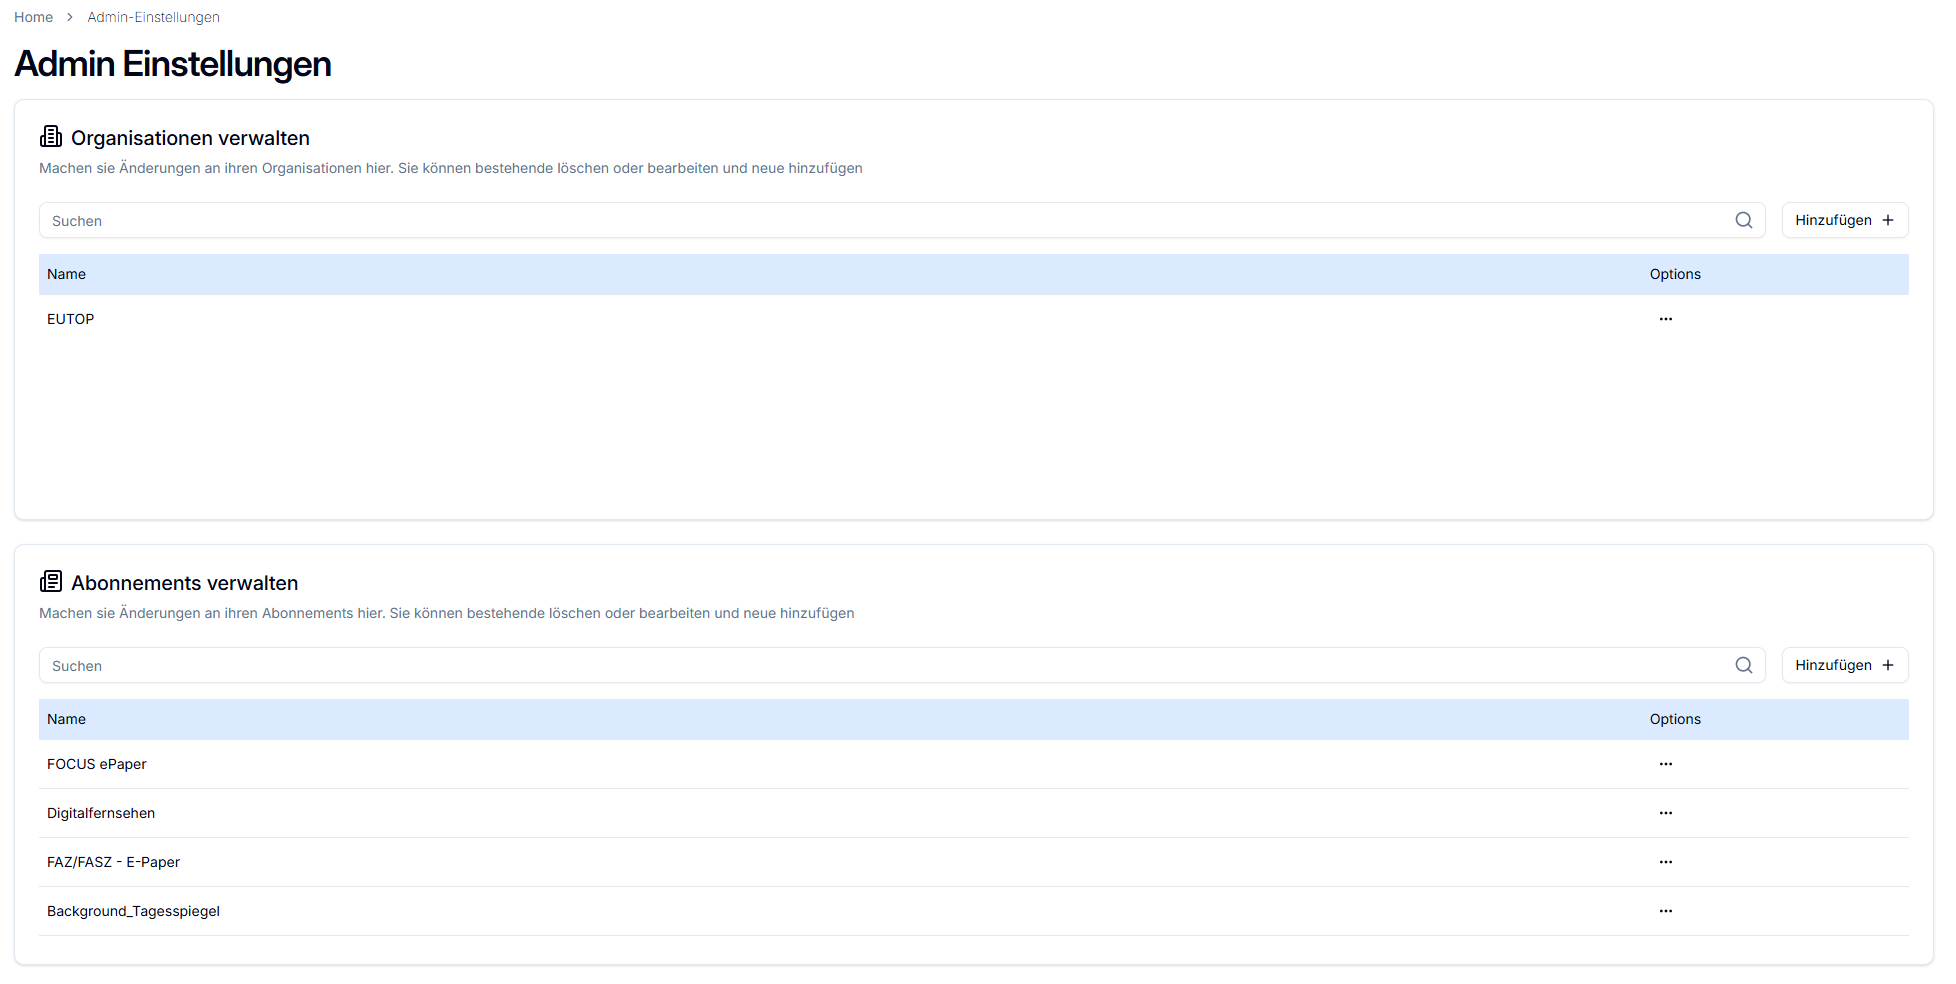 Home > Admin-Einstellungen
Admin Einstellungen
Organisationen verwalten
Machen sie Änderungen an ihren Organisationen hier. Sie können bestehende löschen oder bearbeiten und neue hinzufügen
Suchen Hinzufügen +
Name Options
EUTOP ...
Abonnements verwalten
Machen sie Änderungen an ihren Abonnements hier. Sie können bestehende löschen oder bearbeiten und neue hinzufügen
Suchen Hinzufügen +
Name Options
FOCUS ePaper ...
Digitalfernsehen ...
FAZ/FASZ - E-Paper ...
Background_Tagesspiegel ...